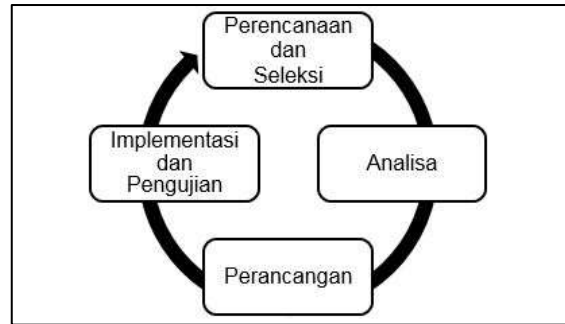 Perencanaan
dan
Seleksi
Analisa
Perancangan
Implementasi
dan
Pengujian